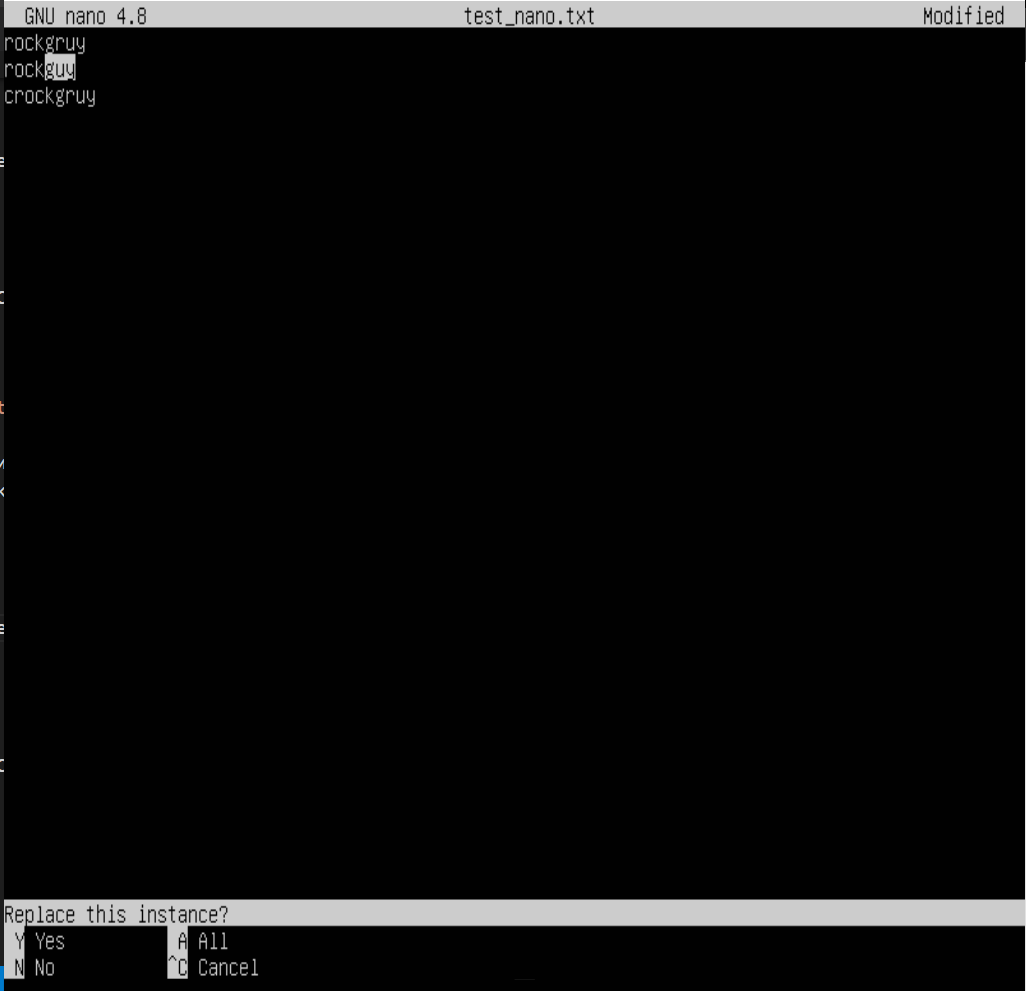 GNU nano 4.8 test_nano.txt Modified
rockgruy
rockguy
crockgruy
Replace this instance?
Y Yes A All
N No ^C Cancel